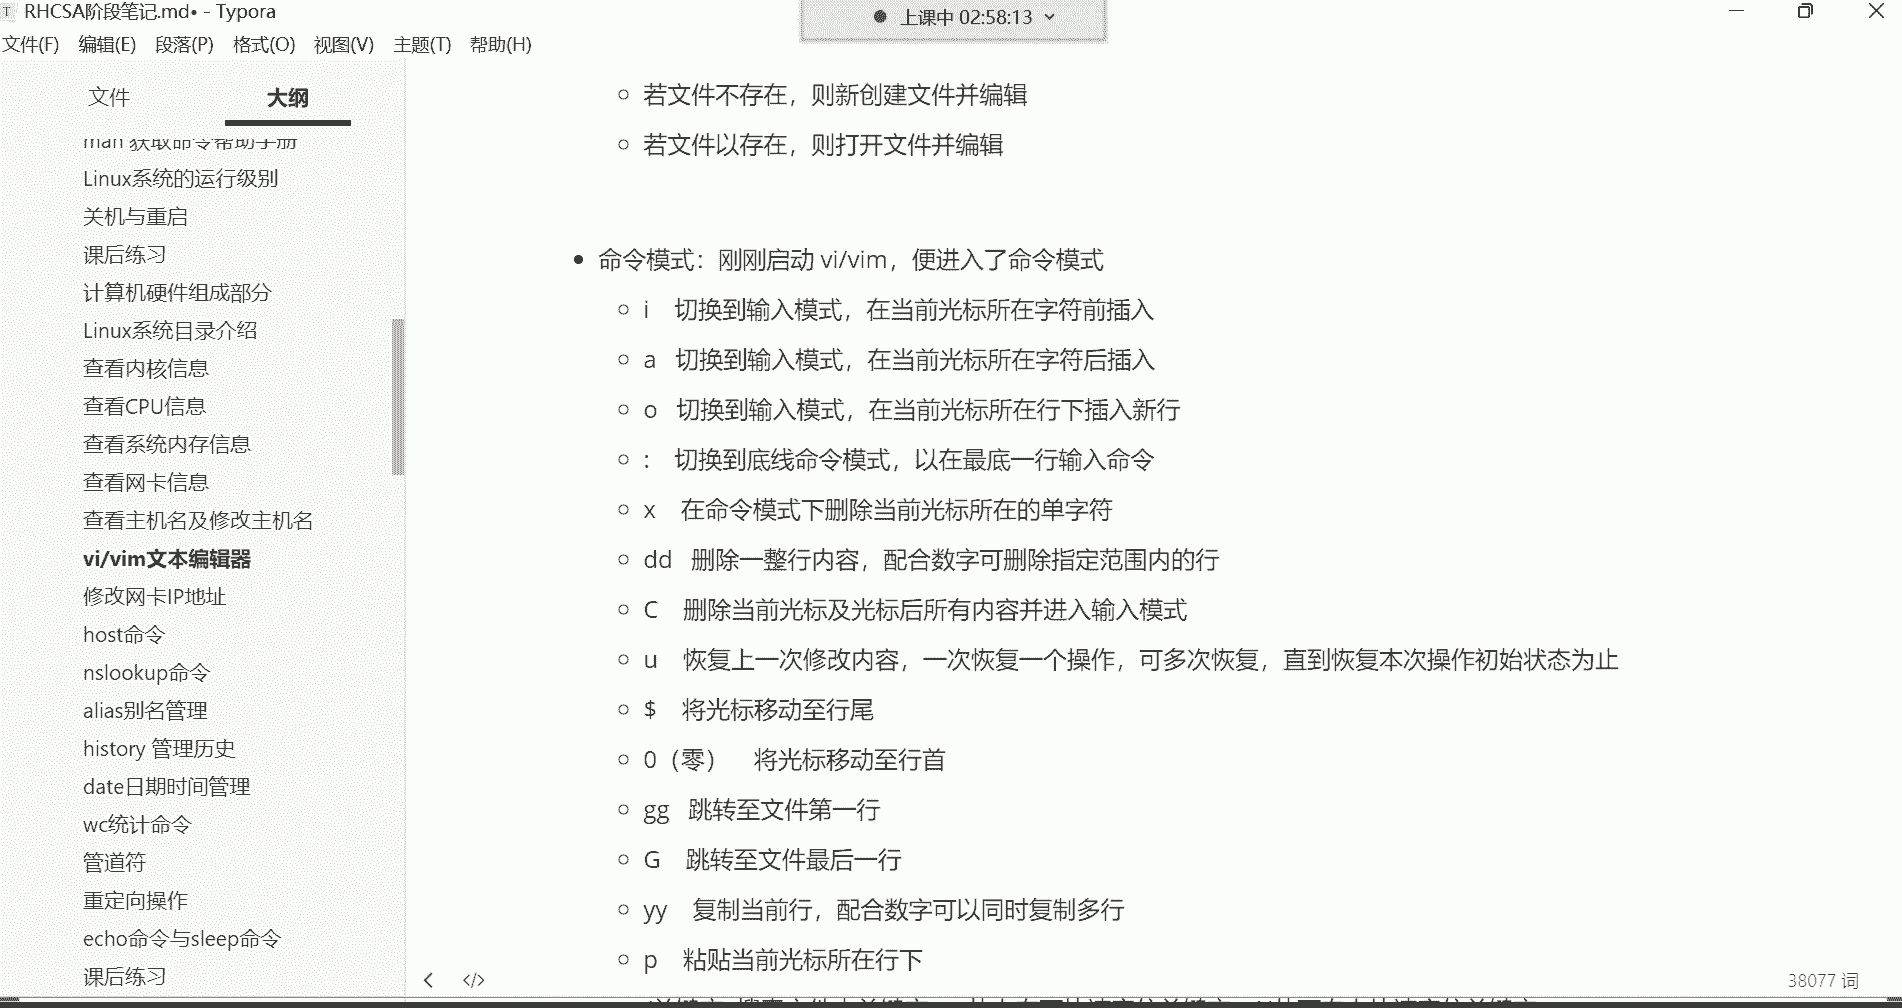 RHCSA阶段笔记.md• - Typora
上课中 02:58:13
文件(F) 编辑(E) 段落(P) 格式(O) 视图(V) 主题(T) 帮助(H)
文件 大纲
man 获取命令帮助手册
Linux系统的运行级别
关机与重启
课后练习
计算机硬件组成部分
Linux系统目录介绍
查看内核信息
查看CPU信息
查看系统内存信息
查看网卡信息
查看主机名及修改主机名
vi/vim文本编辑器
修改网卡IP地址
host命令
nslookup命令
alias别名管理
history 管理历史
date日期时间管理
wc统计命令
管道符
重定向操作
echo命令与sleep命令
课后练习
若文件不存在，则新创建文件并编辑
若文件以存在，则打开文件并编辑
命令模式：刚刚启动 vi/vim，便进入了命令模式
i 切换到输入模式，在当前光标所在字符前插入
a 切换到输入模式，在当前光标所在字符后插入
o 切换到输入模式，在当前光标所在行下插入新行
: 切换到底线命令模式，以在最底一行输入命令
x 在命令模式下删除当前光标所在的单字符
dd 删除一整行内容，配合数字可删除指定范围内的行
C 删除当前光标及光标后所有内容并进入输入模式
u 恢复上一次修改内容，一次恢复一个操作，可多次恢复，直到恢复本次操作初始状态为止
$ 将光标移动至行尾
0（零） 将光标移动至行首
gg 跳转至文件第一行
G 跳转至文件最后一行
yy 复制当前行，配合数字可以同时复制多行
p 粘贴当前光标所在行下
38077 词